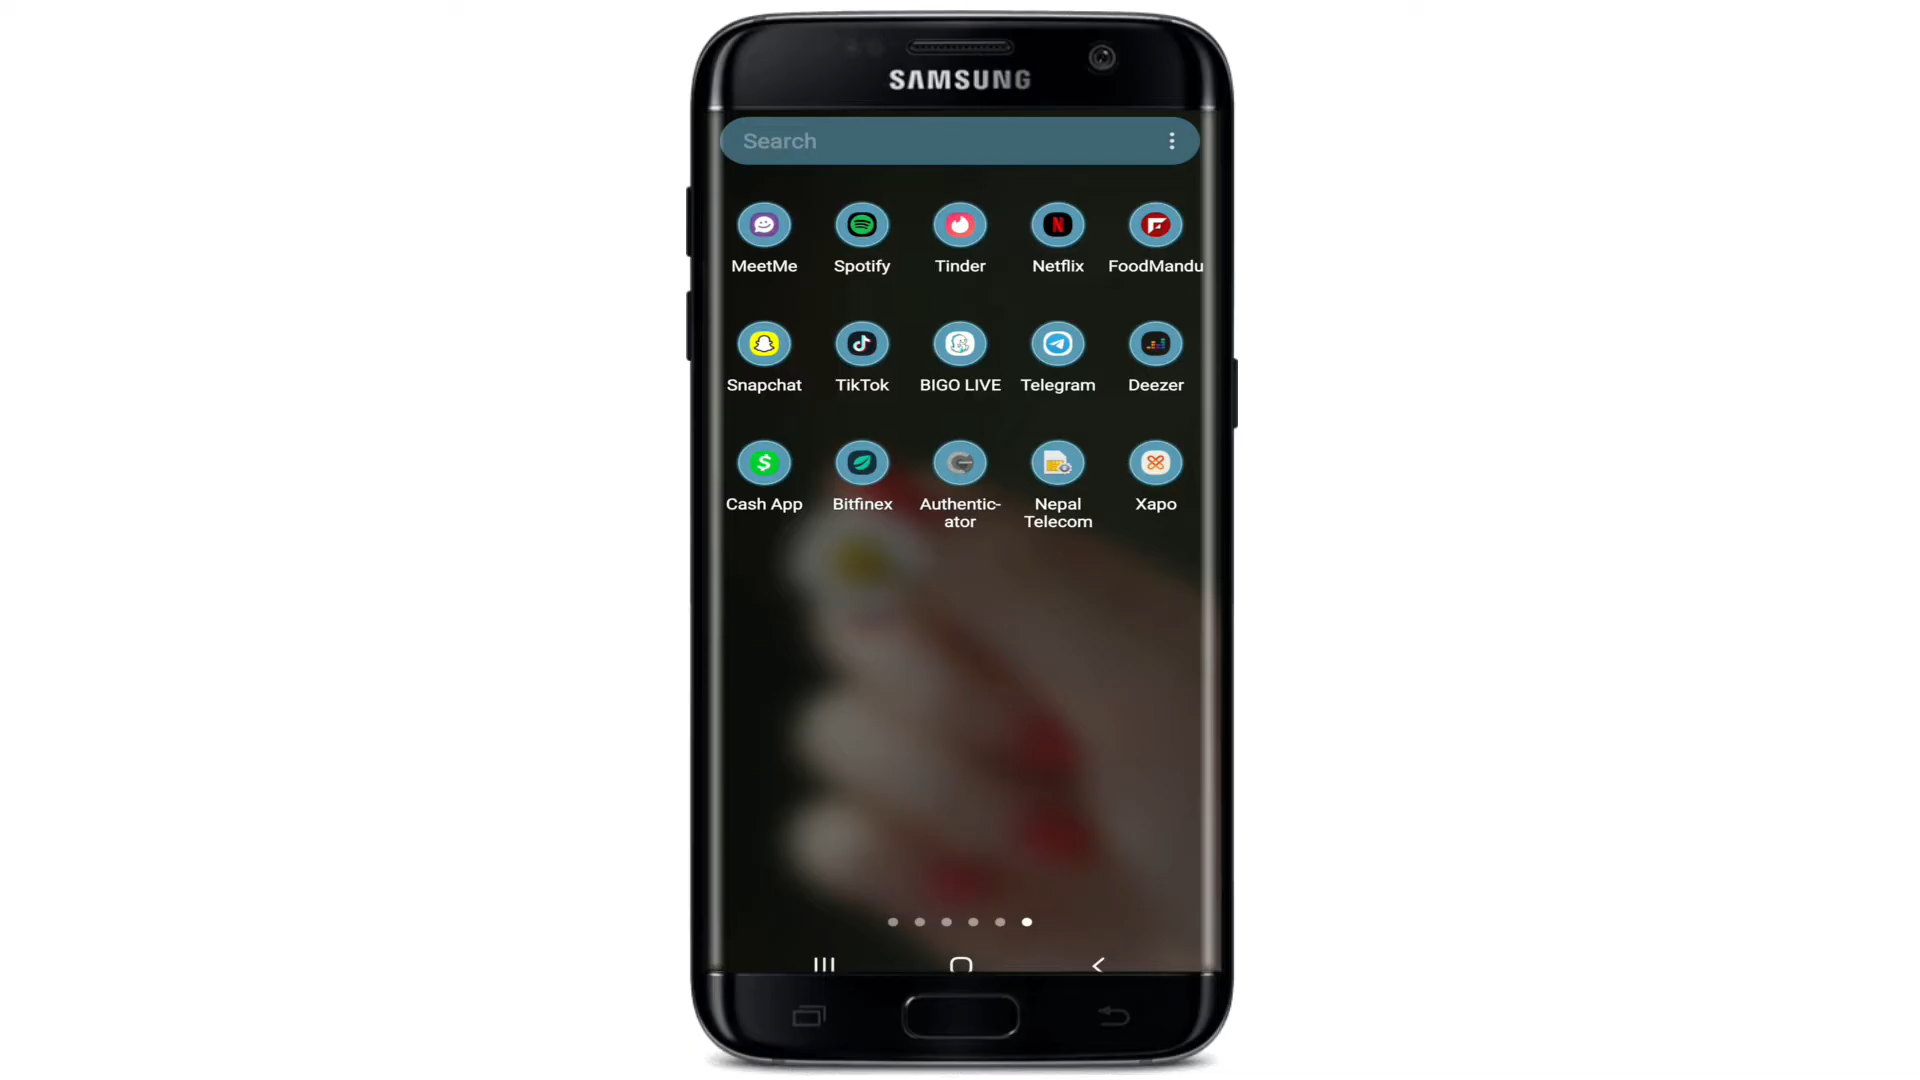 SAMSUNG
Search
MeetMe Spotify Tinder Netflix FoodMandu
Snapchat TikTok BIGO LIVE Telegram Deezer
Cash App Bitfinex Authentic- Nepal Xapo
ator Telecom